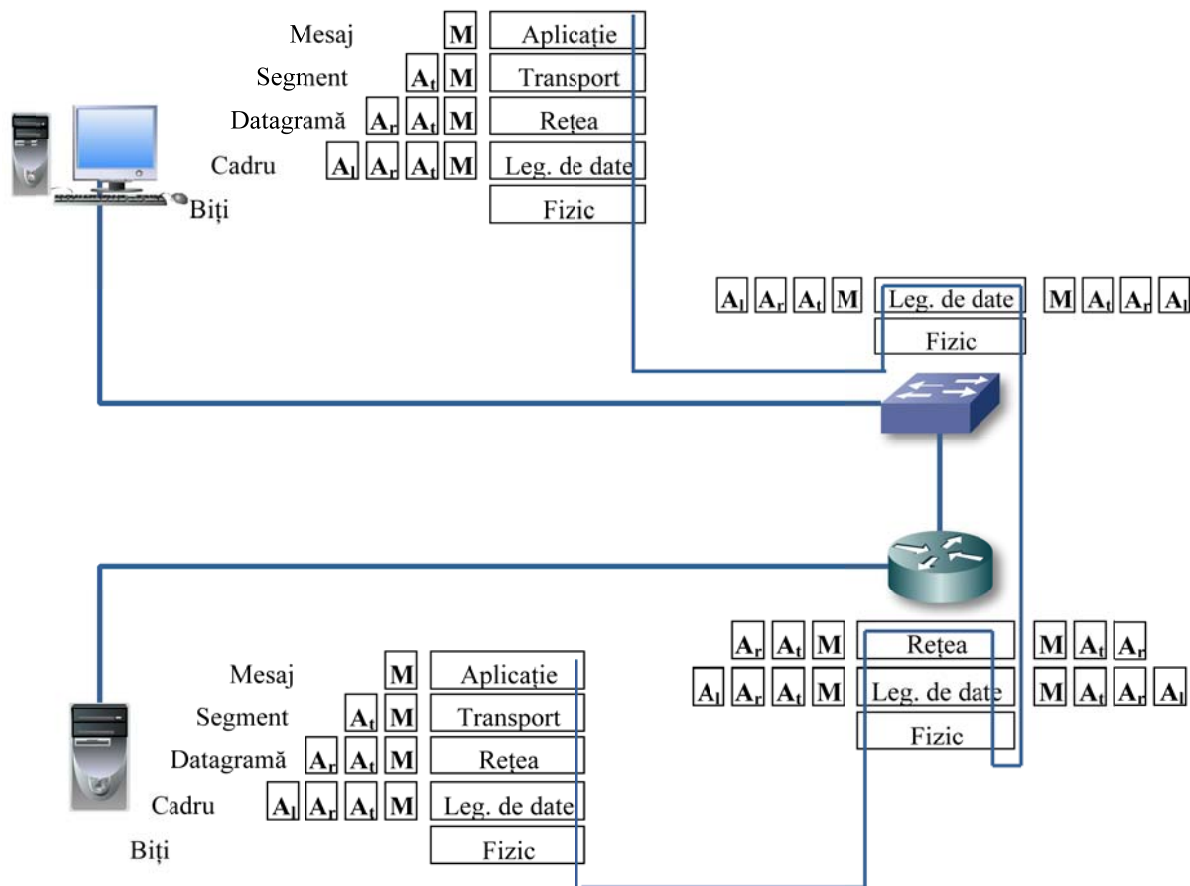 Mesaj M Aplicație
Segment At M Transport
Datagramă Ar At M Rețea
Cadru Al Ar At M Leg. de date
Biți Fizic
Al Ar At M Leg. de date M At Ar Al
Fizic
Ar At M Rețea M At Ar
Al Ar At M Leg. de date M At Ar Al
Fizic
Mesaj M Aplicație
Segment At M Transport
Datagramă Ar At M Rețea
Cadru Al Ar At M Leg. de date
Biți Fizic